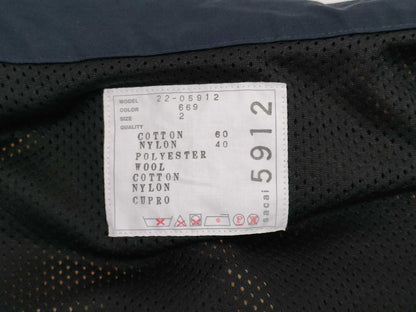 MODEL 22-05912
COLOR 669
SIZE 2
QUALITY
COTTON 60
NYLON 40
POLYESTER
WOOL
COTTON
NYLON
CUPRO
sacai 5912